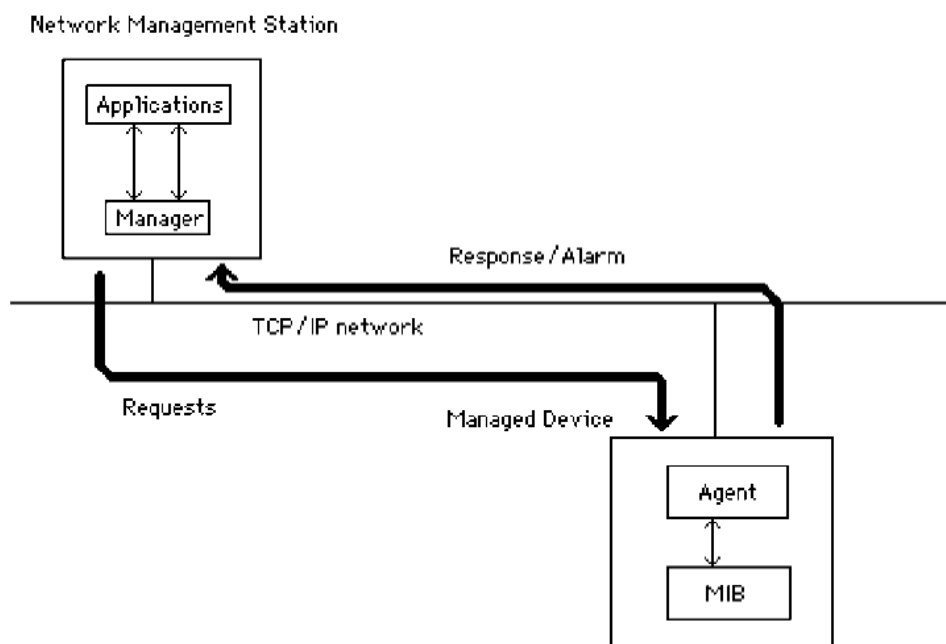 Network Management Station
Applications
Manager
Response/Alarm
TCP/IP network
Requests
Managed Device
Agent
MIB